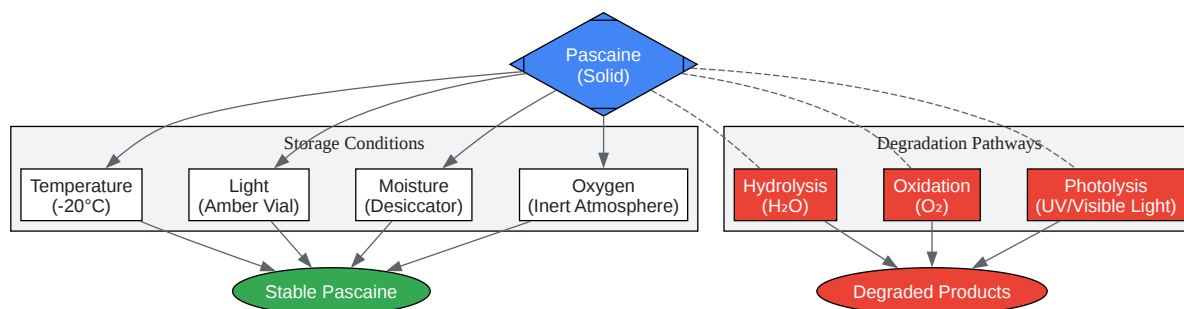 Pascaine
(Solid)
Storage Conditions
Degradation Pathways
Temperature
(-20°C)
Light
(Amber Vial)
Moisture
(Desiccator)
Oxygen
(Inert Atmosphere)
Hydrolysis
(H₂O)
Oxidation
(O₂)
Photolysis
(UV/Visible Light)
Stable Pascaine
Degraded Products